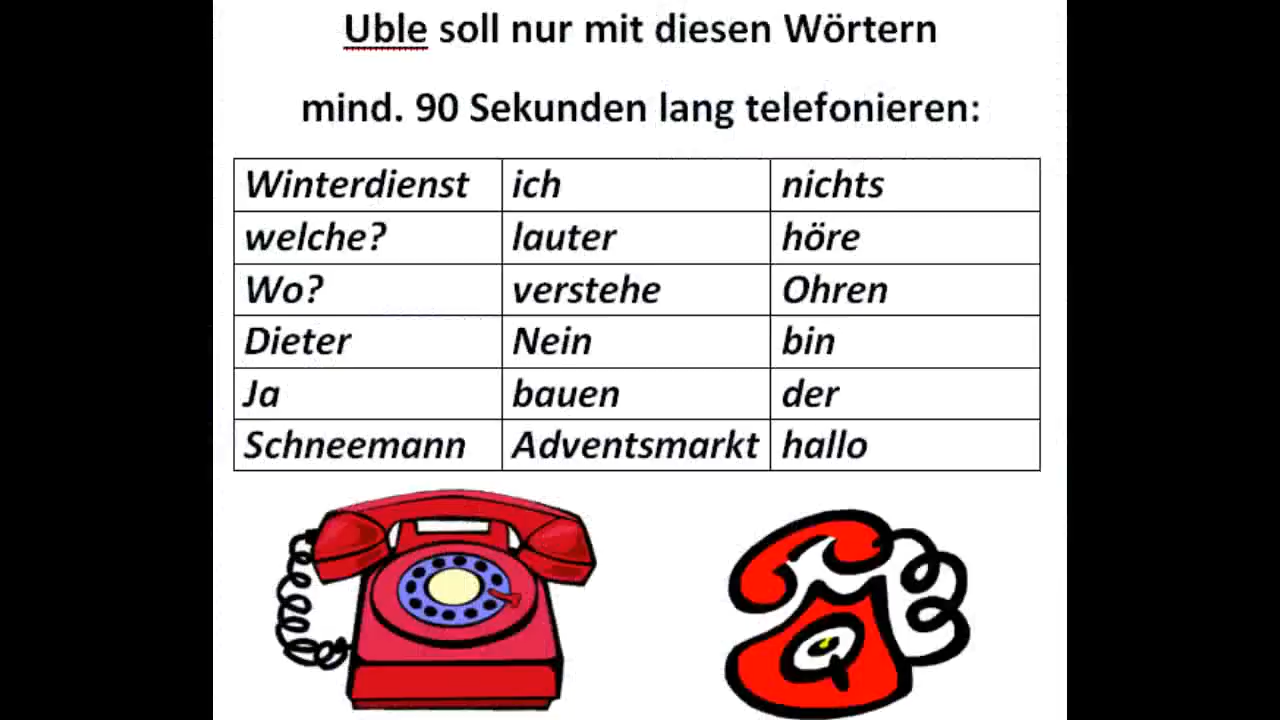 Uble soll nur mit diesen Wörtern
mind. 90 Sekunden lang telefonieren:
Winterdienst ich nichts
welche? lauter höre
Wo? verstehe Ohren
Dieter Nein bin
Ja bauen der
Schneemann Adventsmarkt hallo